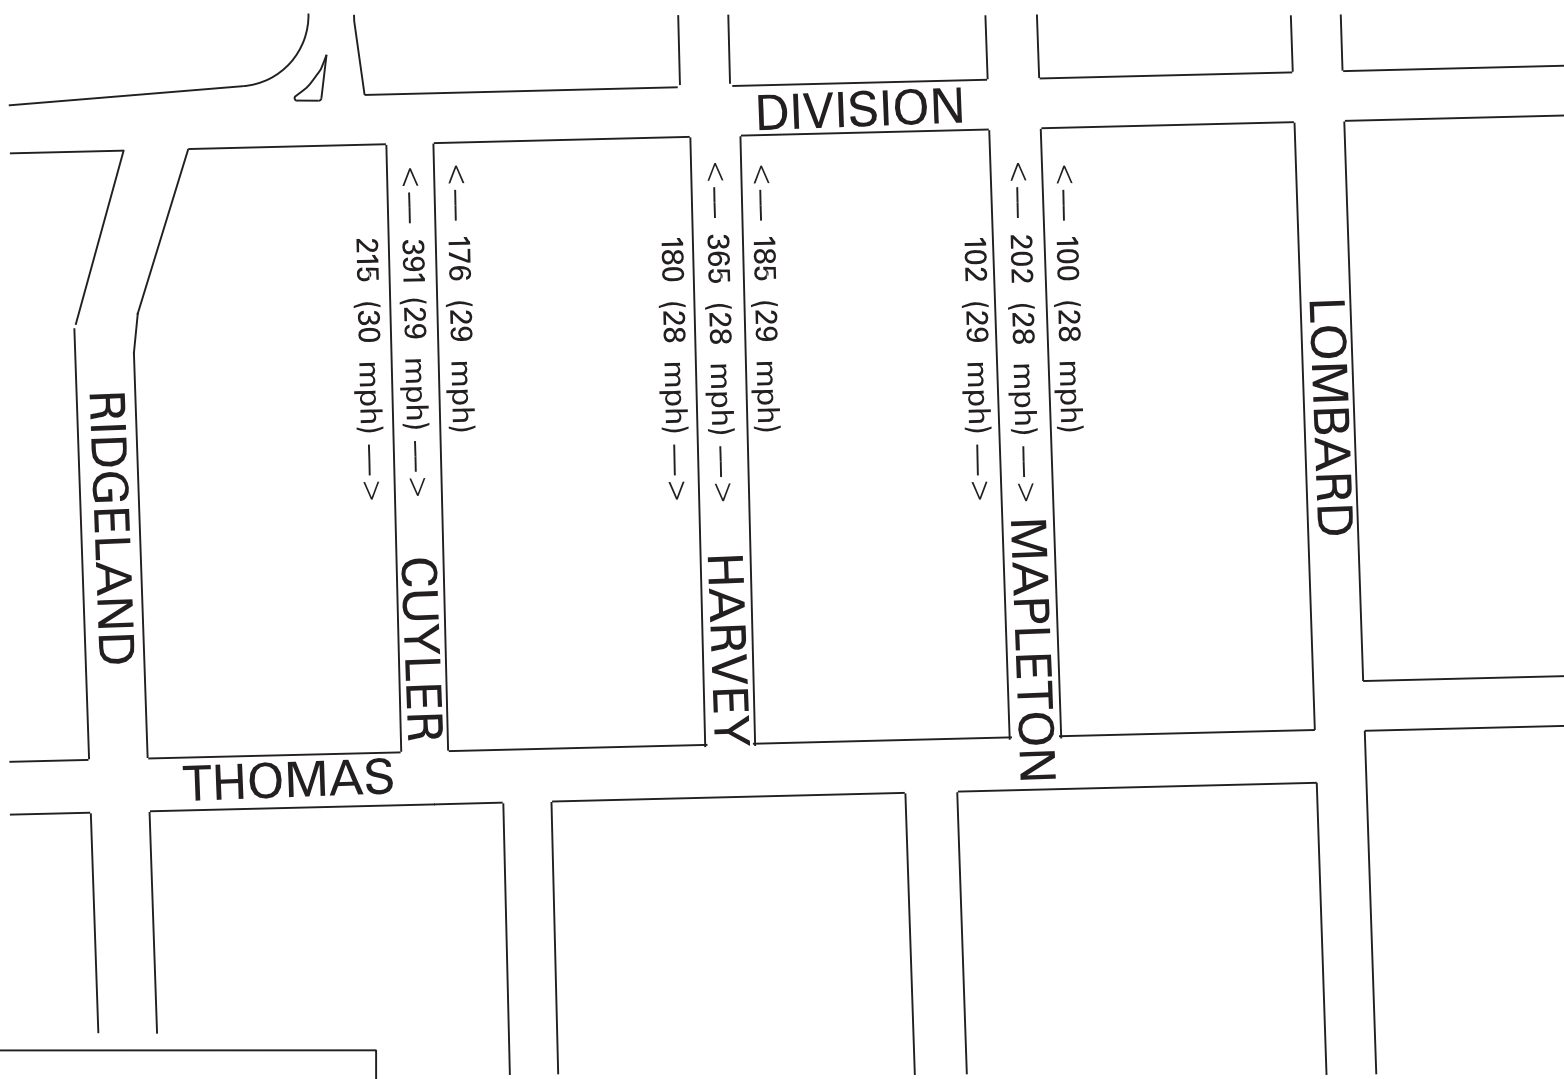 DIVISION
RIDGELAND
215 (30 mph) —>
<— 391 (29 mph) —>
CUYLER
<— 176 (29 mph)
180 (28 mph) —>
<— 365 (28 mph) —>
HARVEY
<— 185 (29 mph)
102 (29 mph) —>
<— 202 (28 mph) —>
MAPLETON
<— 100 (28 mph)
LOMBARD
THOMAS